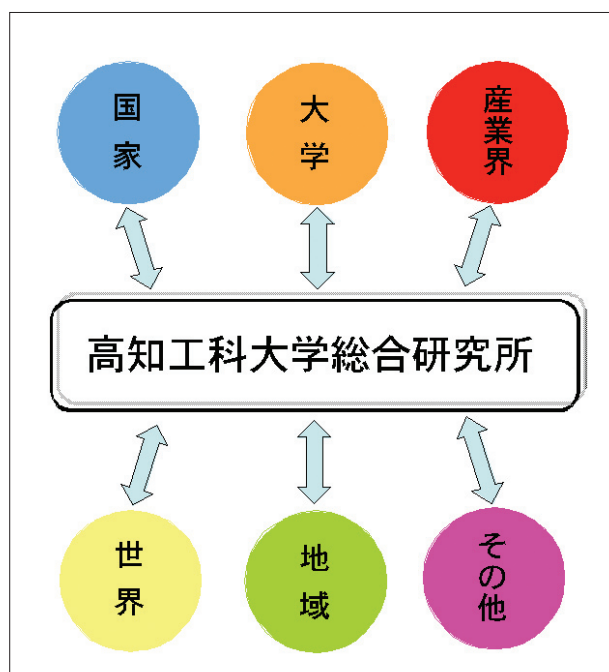 国家
大学
産業界
高知工科大学総合研究所
世界
地域
その他